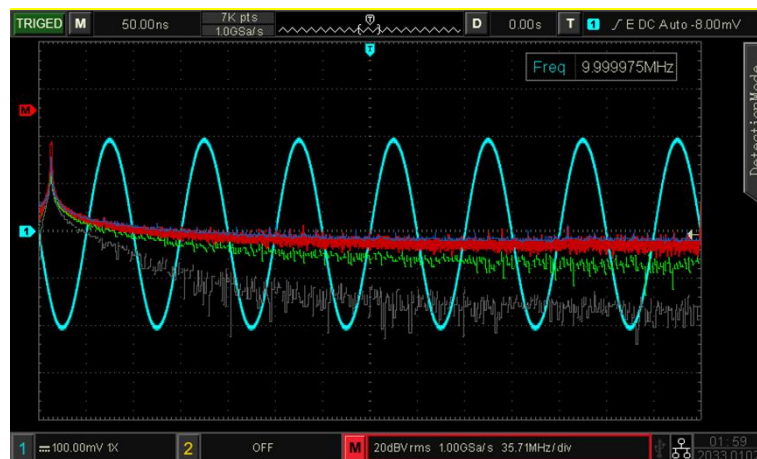 TRIGED M 50.00ns 7K pts D 0.00s T 1 E DC Auto -8.00mV
1.0GSa/s
T
Freq 9.999975MHz
DetectionMode
M
1
1 100.00mV 1X 2 OFF M 20dBVrms 1.00GSa/s 35.71MHz/div 01:59